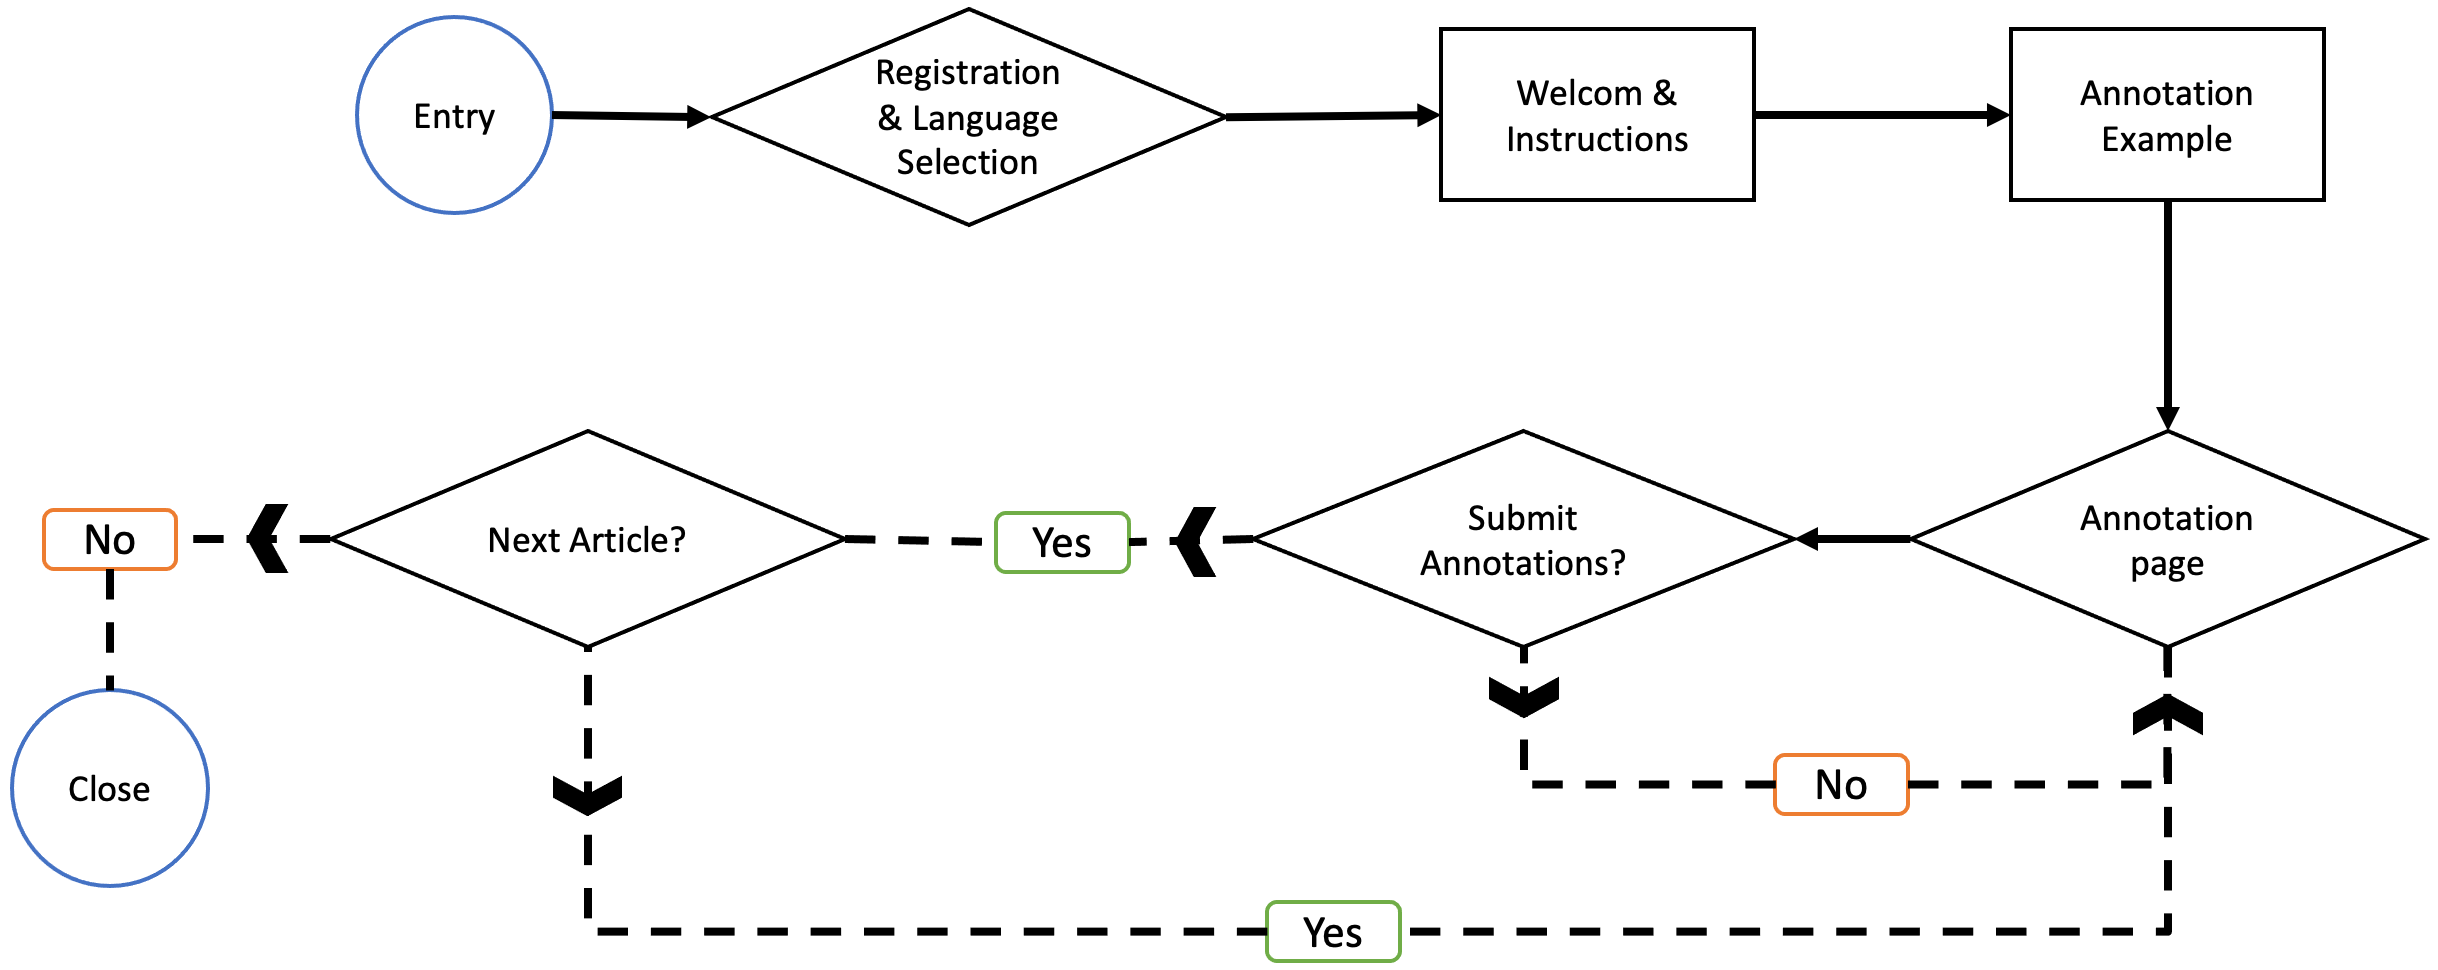 Entry
Registration
& Language
Selection
Welcom &
Instructions
Annotation
Example
Annotation
page
Submit
Annotations?
Yes
Next Article?
No
Close
No
Yes